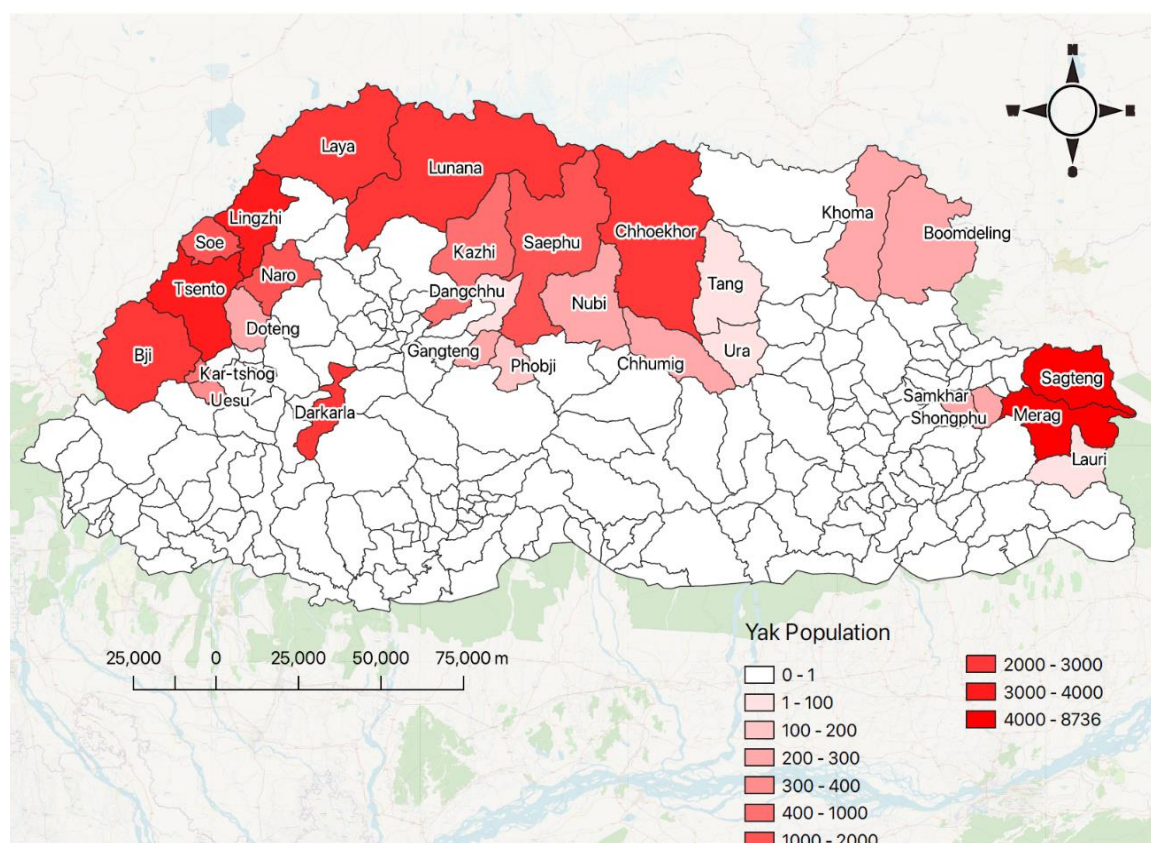 N
W
S
Laya
Lunana
Lingzhi
Soe
Kazhi
Saephu
Chhoekhor
Khoma
Boomdeling
Naro
Tsento
Dangchhu
Nubi
Tang
Doteng
Bji
Gangteng
Phobji
Chhumig
Ura
Kar-tshog
Uesu
Darkarla
Sagteng
Samkhar
Shongphu
Merag
Lauri
25,000 0 25,000 50,000 75,000 m
Yak Population
0 - 1
1 - 100
100 - 200
200 - 300
300 - 400
400 - 1000
1000 - 2000
2000 - 3000
3000 - 4000
4000 - 8736